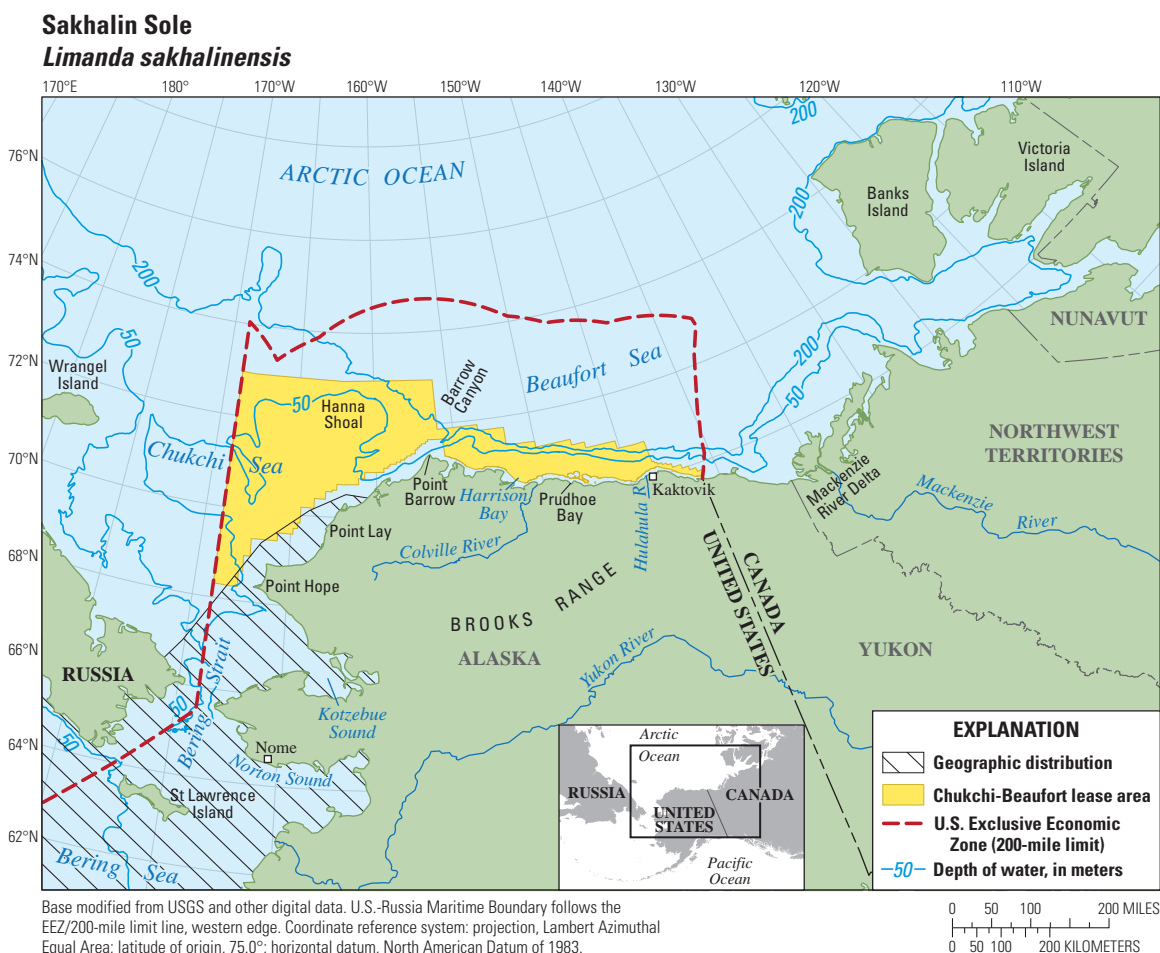 Sakhalin Sole
Limanda sakhalinensis
170°E
180°
170°W
160°W
150°W
140°W
130°W
120°W
110°W
76°N
74°N
72°N
70°N
68°N
66°N
64°N
62°N
ARCTIC OCEAN
200
200
200
200
Banks
Island
Victoria
Island
NUNAVUT
50
Wrangel
Island
Beaufort Sea
Barrow
Canyon
50
Hanna
Shoal
50
Chukchi Sea
NORTHWEST
TERRITORIES
Mackenzie
River Delta
Mackenzie
River
Point
Barrow
Harrison
Bay
Prudhoe
Bay
Kaktovik
Hulahula R
Point Lay
Colville River
Point Hope
BROOKS RANGE
CANADA
UNITED STATES
ALASKA
YUKON
RUSSIA
Bering Strait
50
50
Kotzebue
Sound
Yukon River
Nome
Norton Sound
St Lawrence
Island
Bering Sea
Arctic
Ocean
RUSSIA
CANADA
UNITED
STATES
Pacific
Ocean
EXPLANATION
Geographic distribution
Chukchi-Beaufort lease area
U.S. Exclusive Economic
Zone (200-mile limit)
50 Depth of water, in meters
Base modified from USGS and other digital data. U.S.-Russia Maritime Boundary follows the
EEZ/200-mile limit line, western edge. Coordinate reference system: projection, Lambert Azimuthal
Equal Area; latitude of origin, 75.0°; horizontal datum, North American Datum of 1983.
0 50 100 200 MILES
0 50 100 200 KILOMETERS